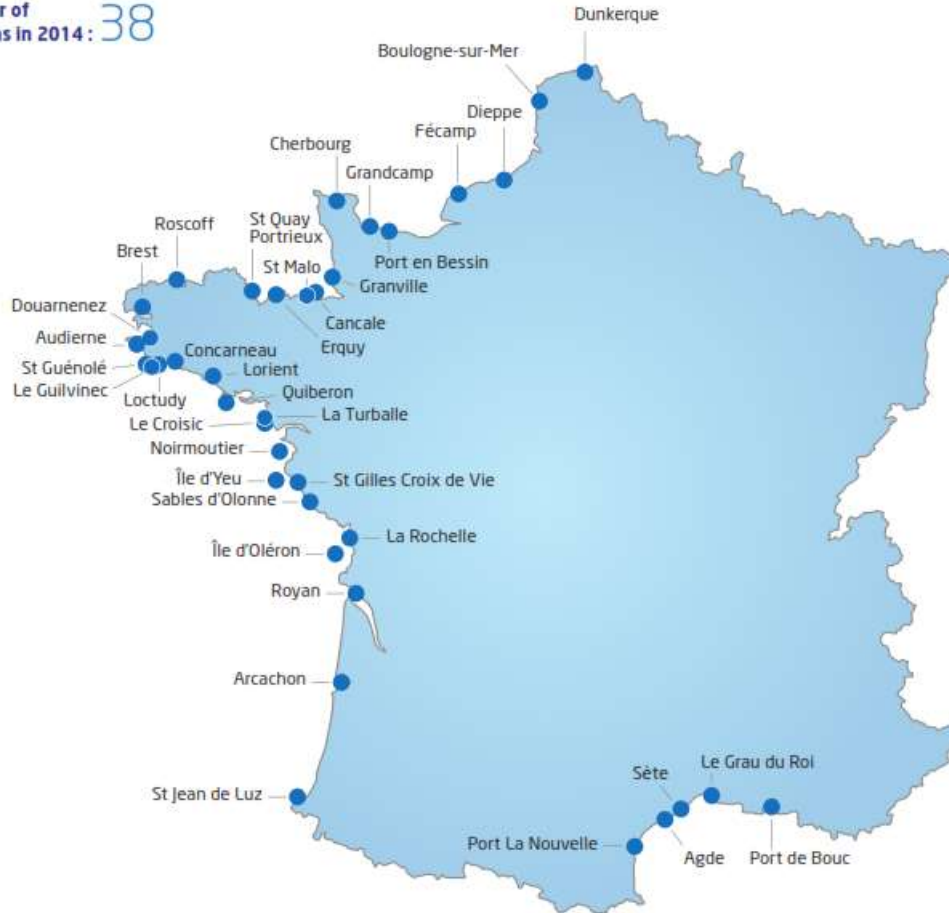 r of
ns in 2014 : 38
Dunkerque
Boulogne-sur-Mer
Dieppe
Fécamp
Cherbourg
Grandcamp
St Quay
Portrieux
Roscoff
Brest
St Malo
Port en Bessin
Granville
Cancale
Erquy
Douarnenez
Audierne
St Guénolé
Le Guilvinec
Concarneau
Lorient
Loctudy
Quiberon
La Turballe
Le Croisic
Noirmoutier
Île d'Yeu
St Gilles Croix de Vie
Sables d'Olonne
La Rochelle
Île d'Oléron
Royan
Arcachon
St Jean de Luz
Le Grau du Roi
Sète
Port La Nouvelle
Agde
Port de Bouc